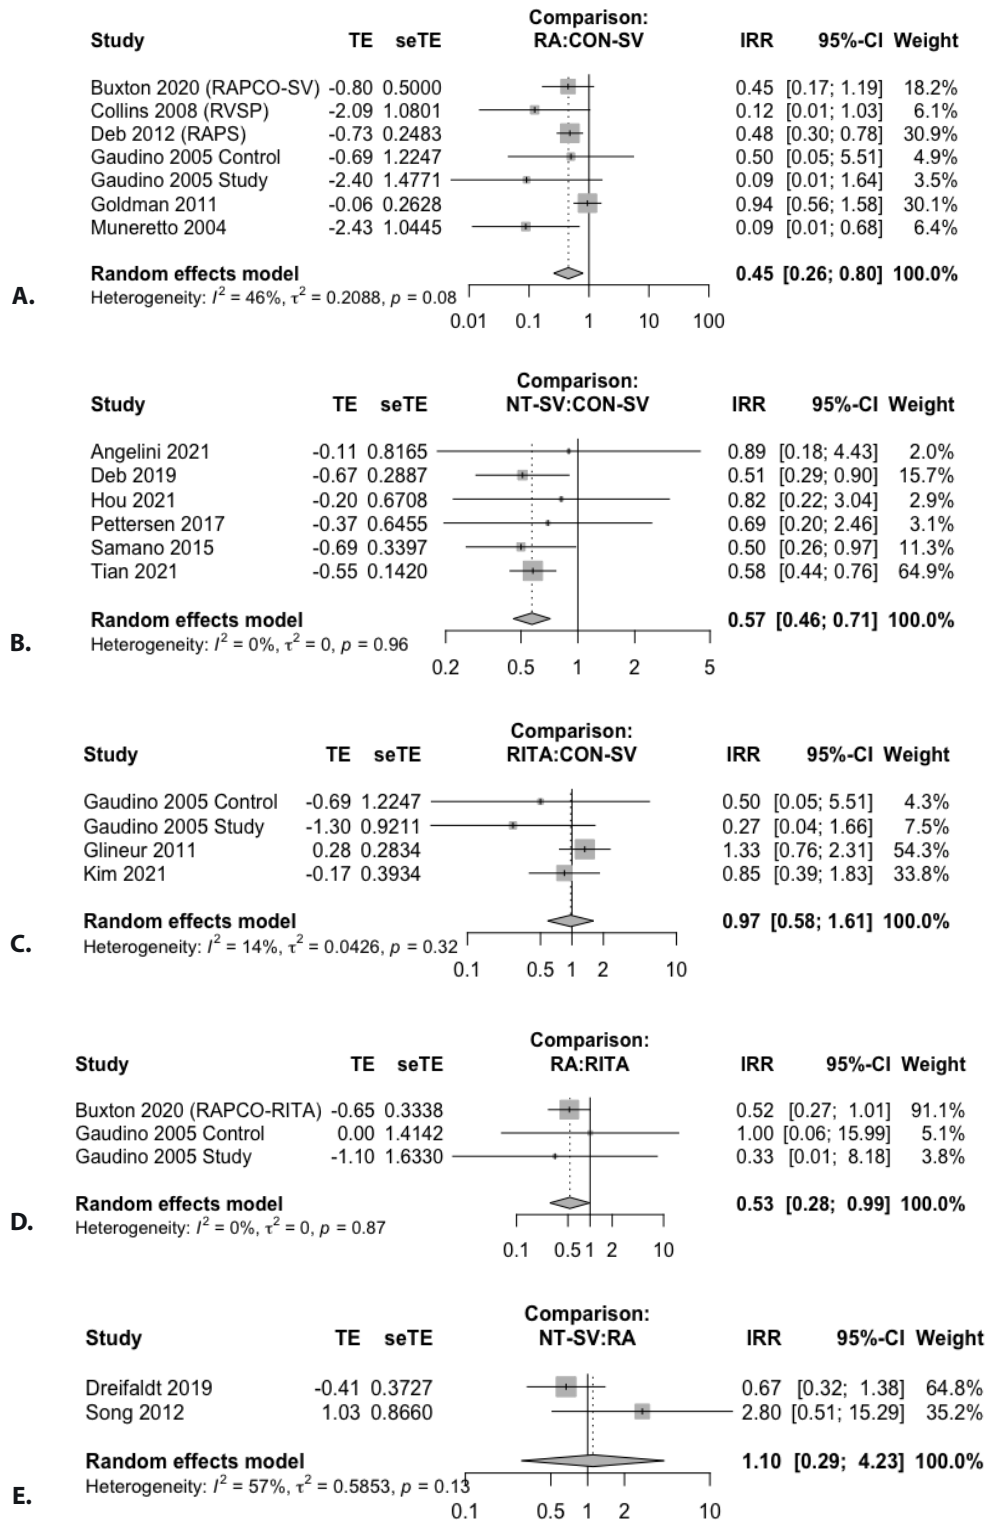 Comparison:
Study TE seTE RA:CON-SV IRR 95%-CI Weight
Buxton 2020 (RAPCO-SV) -0.80 0.5000 0.45 [0.17; 1.19] 18.2%
Collins 2008 (RVSP) -2.09 1.0801 0.12 [0.01; 1.03] 6.1%
Deb 2012 (RAPS) -0.73 0.2483 0.48 [0.30; 0.78] 30.9%
Gaudino 2005 Control -0.69 1.2247 0.50 [0.05; 5.51] 4.9%
Gaudino 2005 Study -2.40 1.4771 0.09 [0.01; 1.64] 3.5%
Goldman 2011 -0.06 0.2628 0.94 [0.56; 1.58] 30.1%
Muneretto 2004 -2.43 1.0445 0.09 [0.01; 0.68] 6.4%
Random effects model 0.45 [0.26; 0.80] 100.0%
A. Heterogeneity: I² = 46%, τ² = 0.2088, p = 0.08
0.01 0.1 1 10 100
Comparison:
Study TE seTE NT-SV:CON-SV IRR 95%-CI Weight
Angelini 2021 -0.11 0.8165 0.89 [0.18; 4.43] 2.0%
Deb 2019 -0.67 0.2887 0.51 [0.29; 0.90] 15.7%
Hou 2021 -0.20 0.6708 0.82 [0.22; 3.04] 2.9%
Pettersen 2017 -0.37 0.6455 0.69 [0.20; 2.46] 3.1%
Samano 2015 -0.69 0.3397 0.50 [0.26; 0.97] 11.3%
Tian 2021 -0.55 0.1420 0.58 [0.44; 0.76] 64.9%
Random effects model 0.57 [0.46; 0.71] 100.0%
B. Heterogeneity: I² = 0%, τ² = 0, p = 0.96
0.2 0.5 1 2 5
Comparison:
Study TE seTE RITA:CON-SV IRR 95%-CI Weight
Gaudino 2005 Control -0.69 1.2247 0.50 [0.05; 5.51] 4.3%
Gaudino 2005 Study -1.30 0.9211 0.27 [0.04; 1.66] 7.5%
Glineur 2011 0.28 0.2834 1.33 [0.76; 2.31] 54.3%
Kim 2021 -0.17 0.3934 0.85 [0.39; 1.83] 33.8%
Random effects model 0.97 [0.58; 1.61] 100.0%
C. Heterogeneity: I² = 14%, τ² = 0.0426, p = 0.32
0.1 0.5 1 2 10
Comparison:
Study TE seTE RA:RITA IRR 95%-CI Weight
Buxton 2020 (RAPCO-RITA) -0.65 0.3338 0.52 [0.27; 1.01] 91.1%
Gaudino 2005 Control 0.00 1.4142 1.00 [0.06; 15.99] 5.1%
Gaudino 2005 Study -1.10 1.6330 0.33 [0.01; 8.18] 3.8%
Random effects model 0.53 [0.28; 0.99] 100.0%
D. Heterogeneity: I² = 0%, τ² = 0, p = 0.87
0.1 0.5 1 2 10
Comparison:
Study TE seTE NT-SV:RA IRR 95%-CI Weight
Dreifaldt 2019 -0.41 0.3727 0.67 [0.32; 1.38] 64.8%
Song 2012 1.03 0.8660 2.80 [0.51; 15.29] 35.2%
Random effects model 1.10 [0.29; 4.23] 100.0%
E. Heterogeneity: I² = 57%, τ² = 0.5853, p = 0.13
0.1 0.5 1 2 10